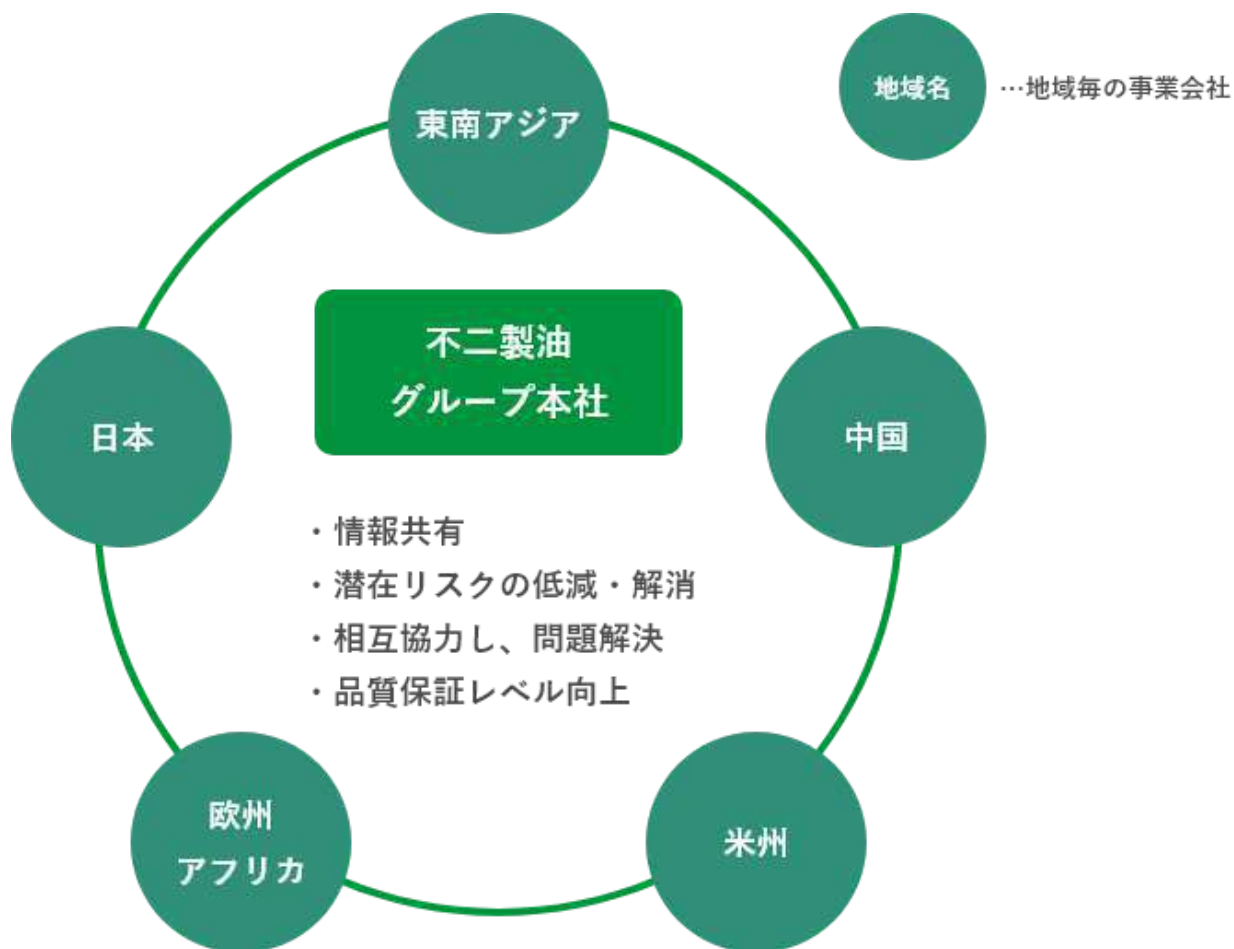 東南アジア
地域名
…地域毎の事業会社
不二製油
グループ本社
日本
中国
・情報共有
・潜在リスクの低減・解消
・相互協力し、問題解決
・品質保証レベル向上
欧州
アフリカ
米州